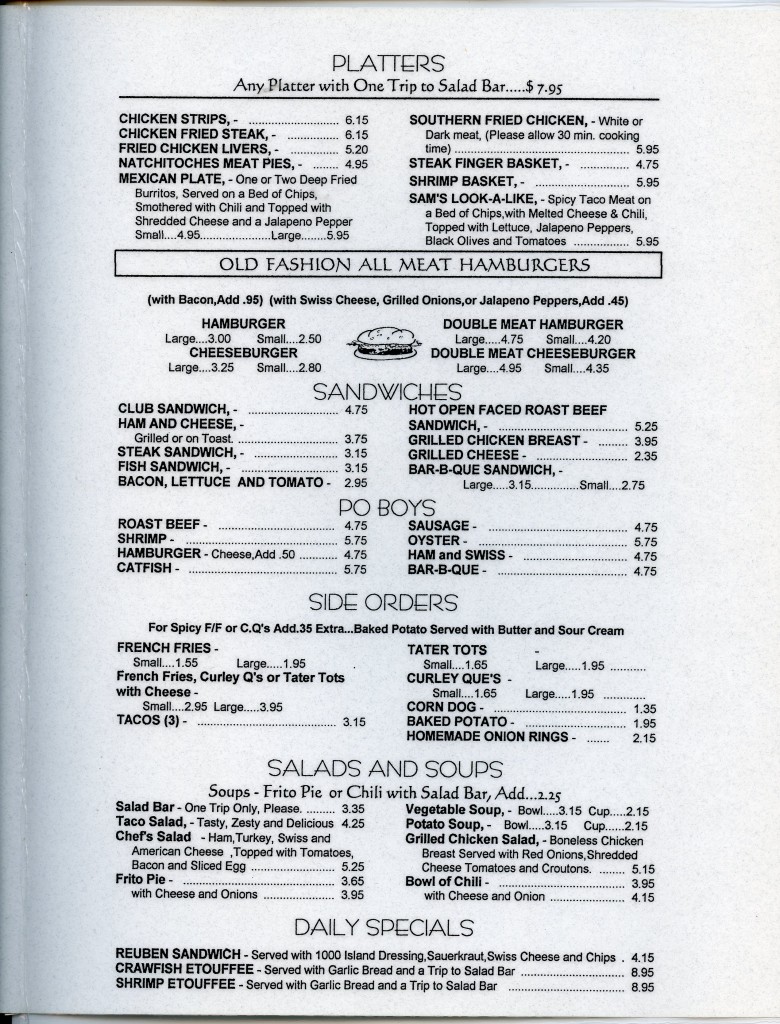 PLATTERS
Any Platter with One Trip to Salad Bar.....$ 7.95
CHICKEN STRIPS, - ........................... 6.15
CHICKEN FRIED STEAK, - ............... 6.15
FRIED CHICKEN LIVERS, - ................. 5.20
NATCHITOCHES MEAT PIES, - ........ 4.95
MEXICAN PLATE, - One or Two Deep Fried
Burritos, Served on a Bed of Chips,
Smothered with Chili and Topped with
Shredded Cheese and a Jalapeno Pepper
Small....4.95.....................Large........5.95
SOUTHERN FRIED CHICKEN, - White or
Dark meat, (Please allow 30 min. cooking
time) .................................................... 5.95
STEAK FINGER BASKET, - ............... 4.75
SHRIMP BASKET, - ............................ 5.95
SAM'S LOOK-A-LIKE, - Spicy Taco Meat on
a Bed of Chips,with Melted Cheese & Chili,
Topped with Lettuce, Jalapeno Peppers,
Black Olives and Tomatoes ................. 5.95
OLD FASHION ALL MEAT HAMBURGERS
(with Bacon,Add .95) (with Swiss Cheese, Grilled Onions,or Jalapeno Peppers,Add .45)
HAMBURGER
Large....3.00 Small....2.50
CHEESEBURGER
Large....3.25 Small....2.80
DOUBLE MEAT HAMBURGER
Large.....4.75 Small....4.20
DOUBLE MEAT CHEESEBURGER
Large....4.95 Small....4.35
SANDWICHES
CLUB SANDWICH, - ........................... 4.75
HAM AND CHEESE, -
Grilled or on Toast. .............................. 3.75
STEAK SANDWICH, - ........................ 3.15
FISH SANDWICH, - ............................. 3.15
BACON, LETTUCE AND TOMATO - 2.95
HOT OPEN FACED ROAST BEEF
SANDWICH, - ....................................... 5.25
GRILLED CHICKEN BREAST - ......... 3.95
GRILLED CHEESE - ........................... 2.35
BAR-B-QUE SANDWICH, -
Large....3.15..............Small....2.75
PO BOYS
ROAST BEEF - ................................... 4.75
SHRIMP - ............................................ 5.75
HAMBURGER - Cheese,Add .50 ........... 4.75
CATFISH - .......................................... 5.75
SAUSAGE - .......................................... 4.75
OYSTER - ............................................ 5.75
HAM and SWISS - ............................... 4.75
BAR-B-QUE - ....................................... 4.75
SIDE ORDERS
For Spicy F/F or C.Q's Add.35 Extra...Baked Potato Served with Butter and Sour Cream
FRENCH FRIES -
Small....1.55 Large.....1.95 .
French Fries, Curley Q's or Tater Tots
with Cheese -
Small....2.95 Large.....3.95
TACOS (3) - .......................................... 3.15
TATER TOTS -
Small....1.65 Large.....1.95 ...........
CURLEY QUE'S -
Small....1.65 Large.....1.95 ............
CORN DOG - ....................................... 1.35
BAKED POTATO - ............................... 1.95
HOMEMADE ONION RINGS - ....... 2.15
SALADS AND SOUPS
Soups - Frito Pie or Chili with Salad Bar, Add...2.25
Salad Bar - One Trip Only, Please. ......... 3.35
Taco Salad, - Tasty, Zesty and Delicious 4.25
Chef's Salad - Ham,Turkey, Swiss and
American Cheese ,Topped with Tomatoes,
Bacon and Sliced Egg ......................... 5.25
Frito Pie - .............................................. 3.65
with Cheese and Onions ..................... 3.95
Vegetable Soup, - Bowl....3.15 Cup.....2.15
Potato Soup, - Bowl....3.15 Cup......2.15
Grilled Chicken Salad, - Boneless Chicken
Breast Served with Red Onions,Shredded
Cheese Tomatoes and Croutons. ........ 5.15
Bowl of Chili - .......................................... 3.95
with Cheese and Onion ....................... 4.15
DAILY SPECIALS
REUBEN SANDWICH - Served with 1000 Island Dressing,Sauerkraut,Swiss Cheese and Chips . 4.15
CRAWFISH ETOUFFEE - Served with Garlic Bread and a Trip to Salad Bar ................................ 8.95
SHRIMP ETOUFFEE - Served with Garlic Bread and a Trip to Salad Bar ................................... 8.95